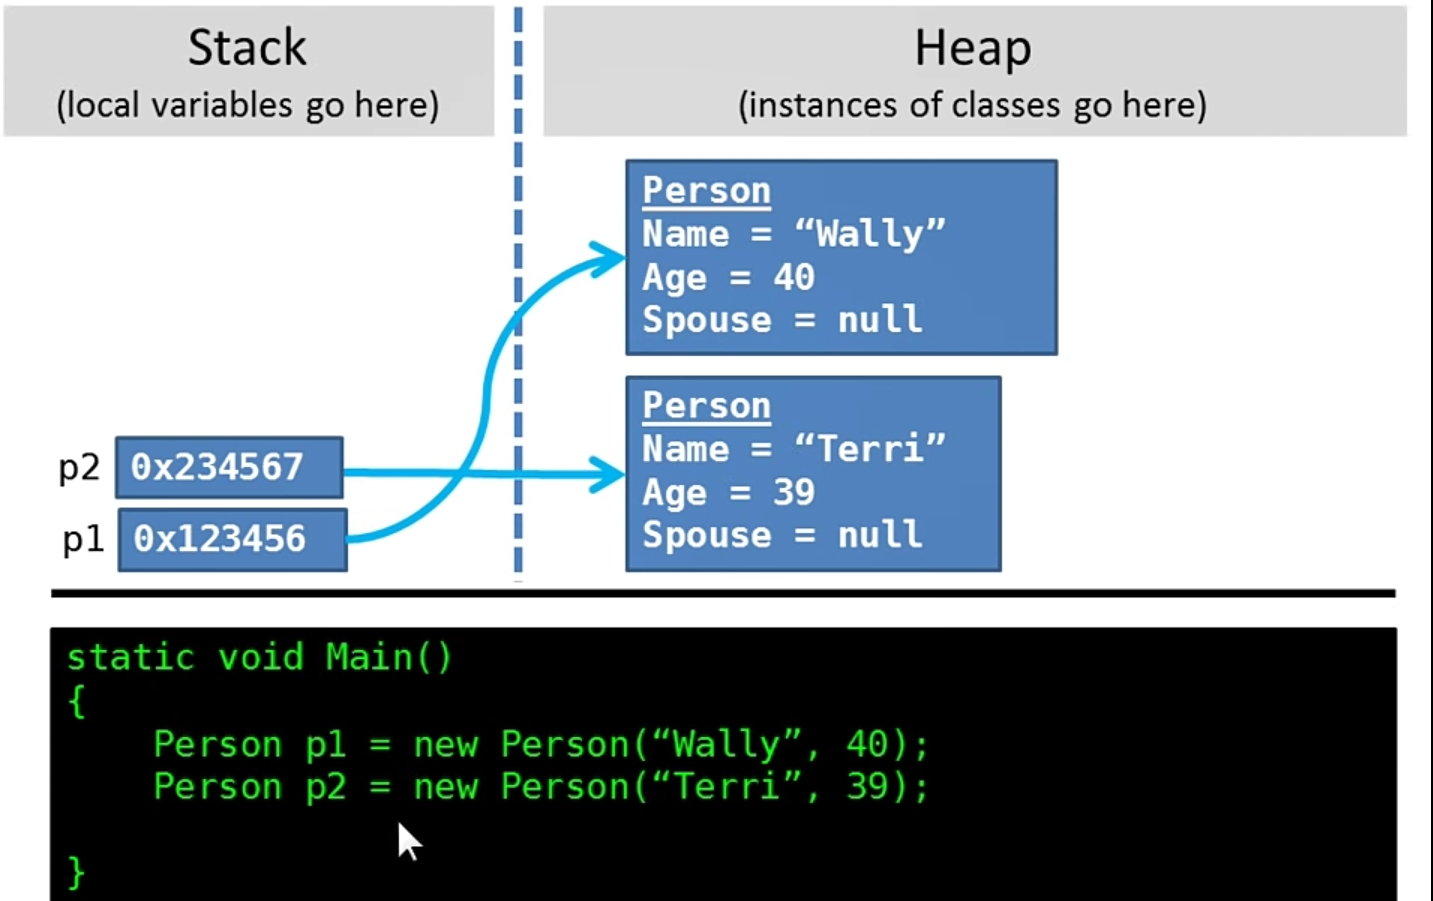 Stack
(local variables go here)
Heap
(instances of classes go here)
Person
Name = “Wally”
Age = 40
Spouse = null
Person
Name = “Terri”
Age = 39
Spouse = null
p2 0x234567
p1 0x123456
static void Main()
{
    Person p1 = new Person(“Wally”, 40);
    Person p2 = new Person(“Terri”, 39);
}